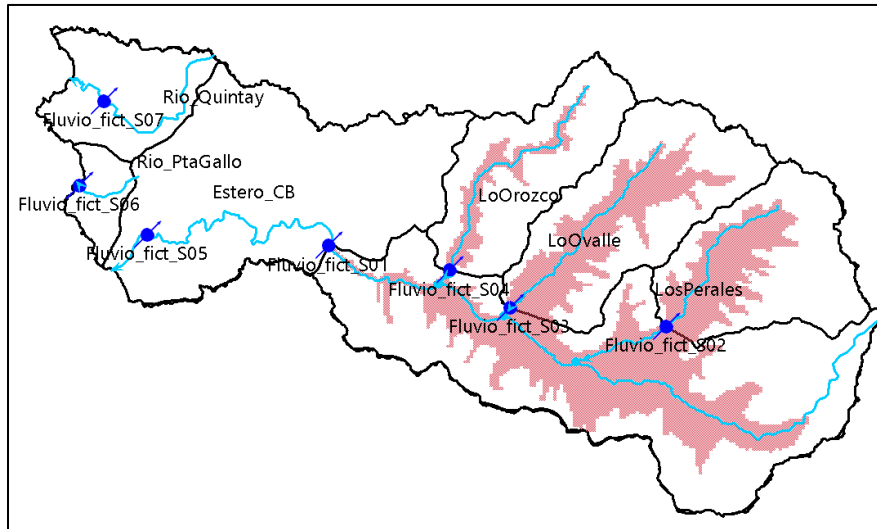 Rio_Quintay
Fluvio_fict_S07
Rio_PtaGallo
Fluvio_fict_S06
Estero_CB
LoOrozco
Fluvio_fict_S05
Fluvio_fict_S01
LoOvalle
Fluvio_fict_S04
LosPerales
Fluvio_fict_S03
Fluvio_fict_S02